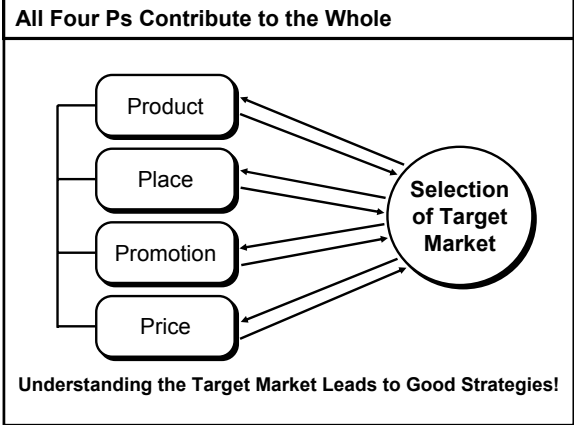 All Four Ps Contribute to the Whole
Product
Place
Promotion
Price
Selection
of Target
Market
Understanding the Target Market Leads to Good Strategies!